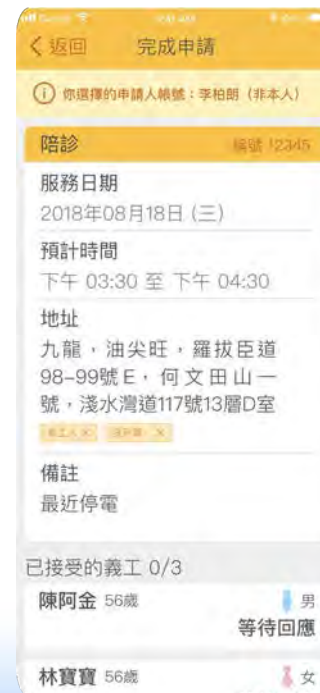 返回 完成申請
你選擇的申請人帳號：李柏朗（非本人）
陪診 編號 12345
服務日期
2018年08月18日 (三)
預計時間
下午 03:30 至 下午 04:30
地址
九龍，油尖旺，羅拔臣道
98-99號E，何文田山一
號，淺水灣道117號13層D室
備註
最近停電
已接受的義工 0/3
陳阿金 56歲 男
等待回應
林寶寶 56歲 女